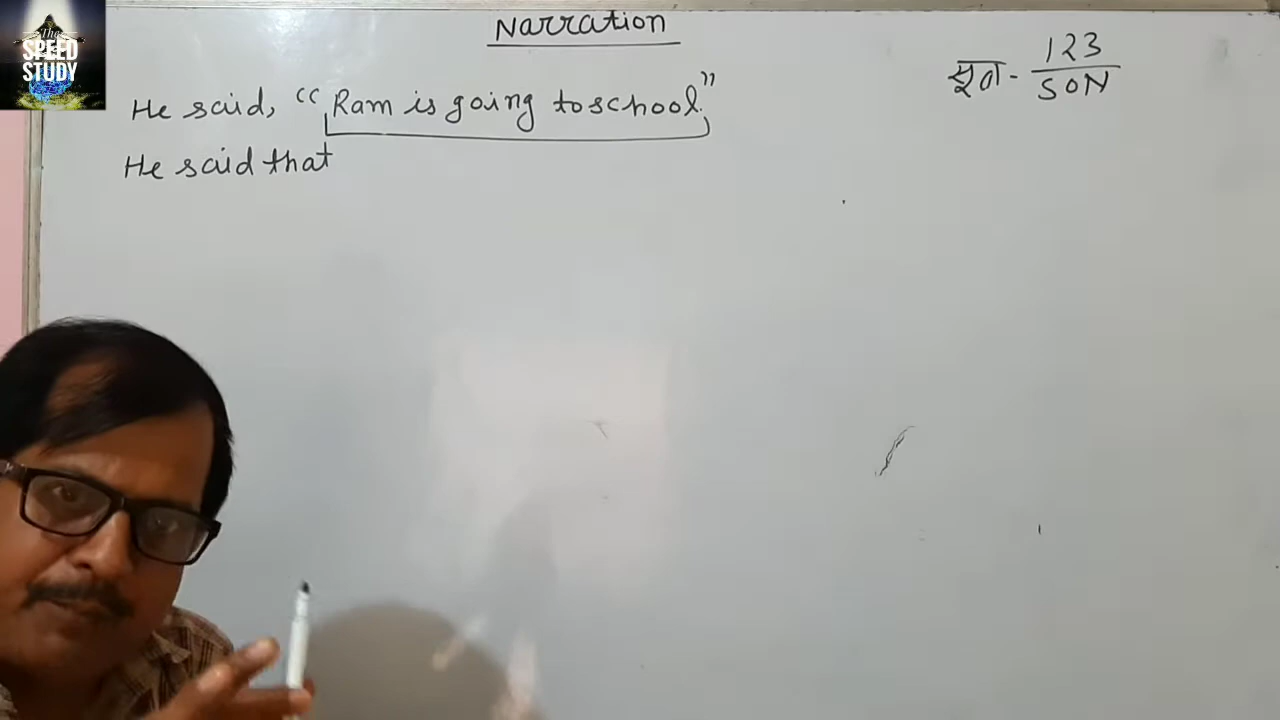 The
SPEED
STUDY
Narration
He said, “Ram is going to school.”
He said that
सूत्र - 123
SON